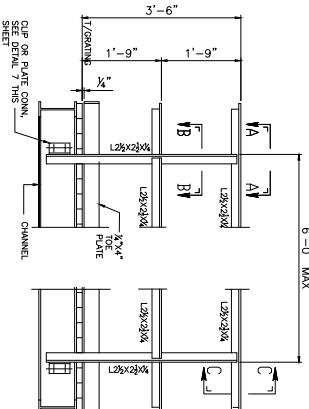 3'-6"
1'-9"
1'-9"
T/GRATING
1/4"
CLIP OR PLATE CONN,
SEE DETAIL 7 THIS
SHEET
L2½X2½X¼
B
B
A
A
L2½X2½X¼
L2½X2½X¼
¼"X4"
TOE
PLATE
CHANNEL
6'-0 MAX
L2½X2½X¼
L2½X2½X¼
L2½X2½X¼
C
C